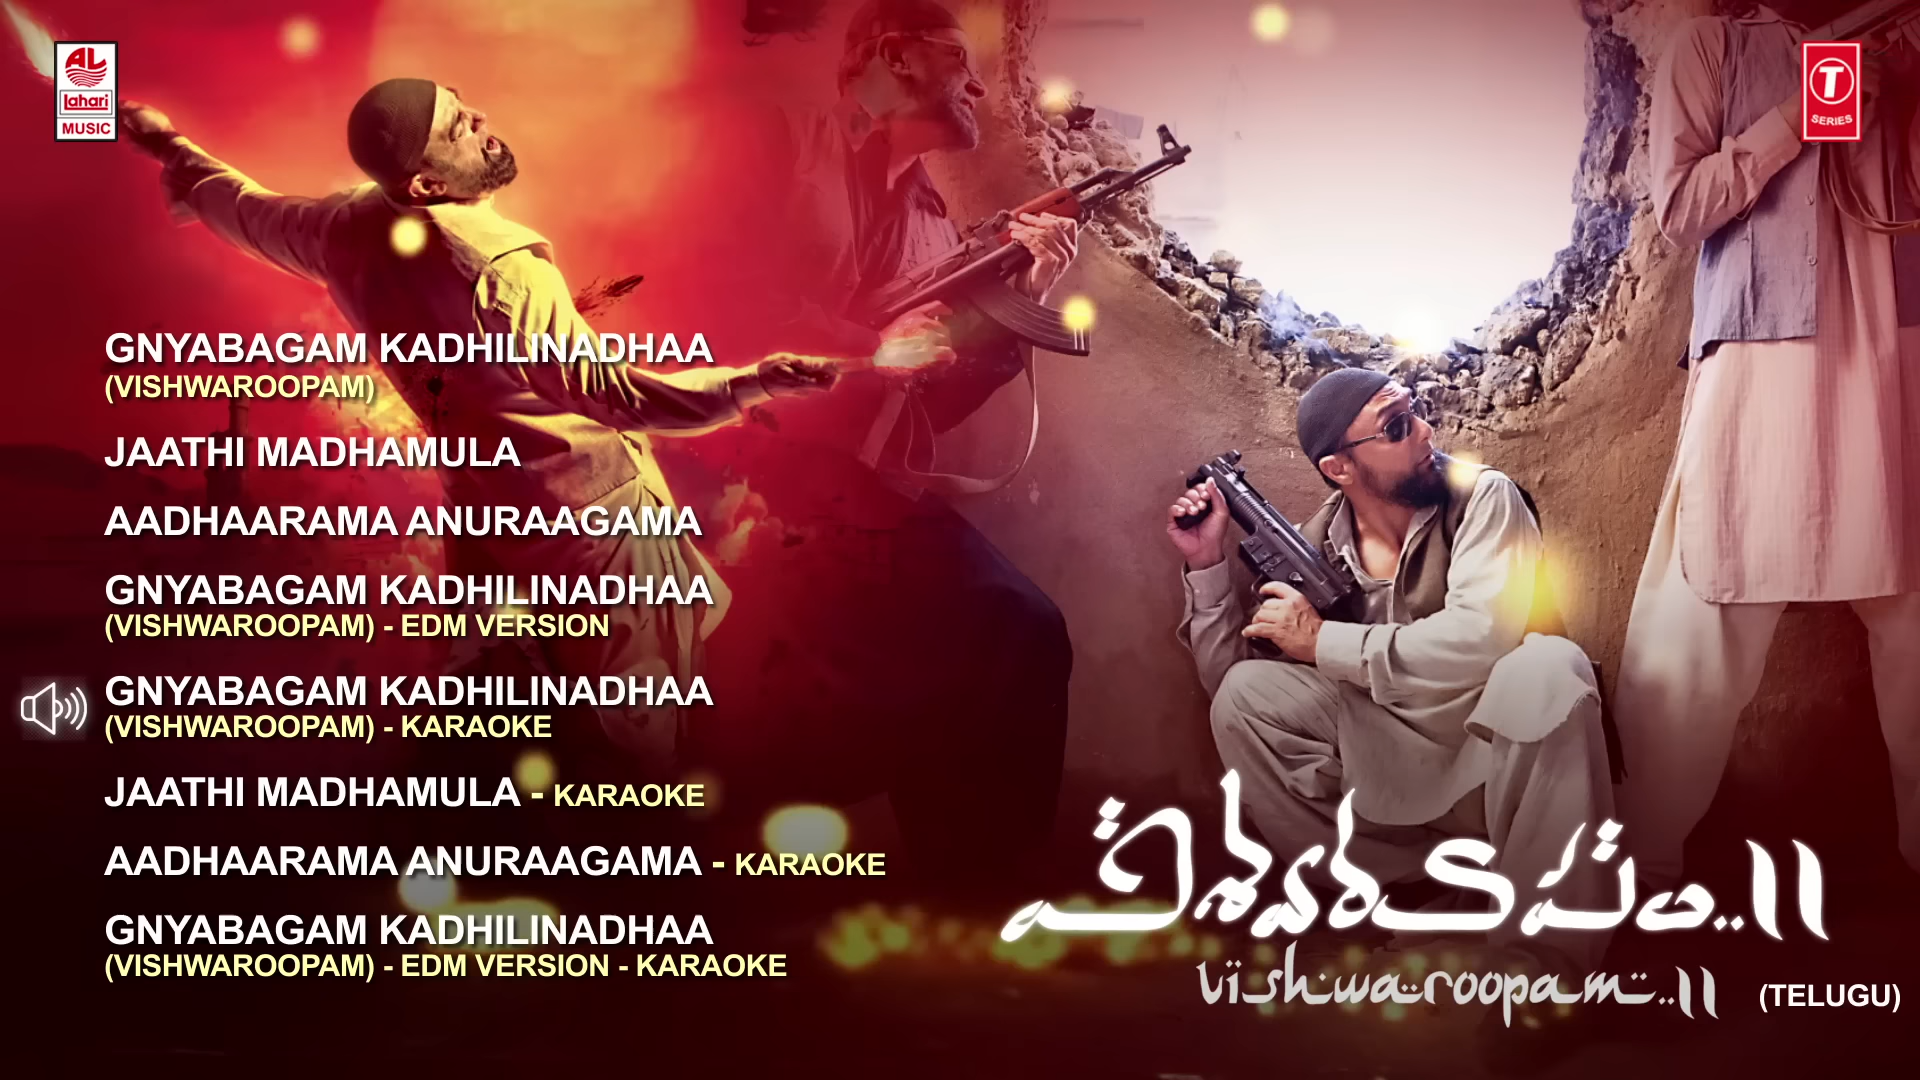 AL
lahari
MUSIC
T
SERIES
GNYABAGAM KADHILINADHAA
(VISHWAROOPAM)
JAATHI MADHAMULA
AADHAARAMA ANURAAGAMA
GNYABAGAM KADHILINADHAA
(VISHWAROOPAM) - EDM VERSION
GNYABAGAM KADHILINADHAA
(VISHWAROOPAM) - KARAOKE
JAATHI MADHAMULA - KARAOKE
AADHAARAMA ANURAAGAMA - KARAOKE
GNYABAGAM KADHILINADHAA
(VISHWAROOPAM) - EDM VERSION - KARAOKE
విశ్వరూపం..II
vishwaroopam..II
(TELUGU)